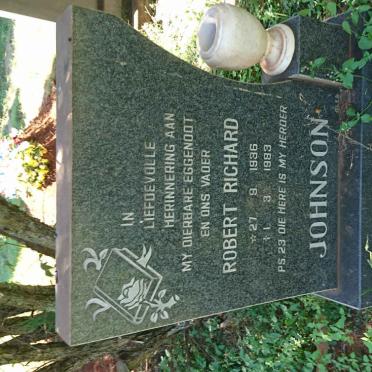 IN
LIEFDEVOLLE
HERINNERING AAN
MY DIERBARE EGGENOOT
EN ONS VADER
ROBERT RICHARD
☆ 27. 9. 1936
† 1. 3. 1983
PS. 23 DIE HERE IS MY HERDER
JOHNSON